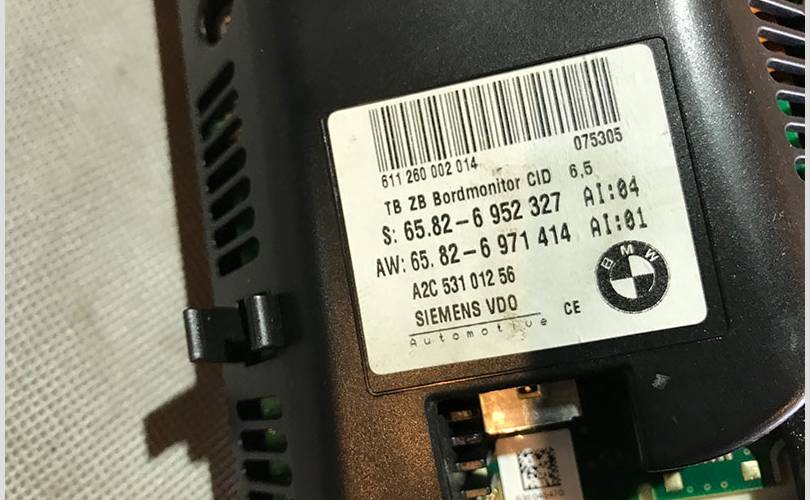 611 260 002 014 075305
TB ZB Bordmonitor CID 6,5
S: 65.82-6 952 327 AI:04
AW: 65. 82-6 971 414 AI:01
A2C 531 012 56
BMW
SIEMENS VDO CE
Automotive